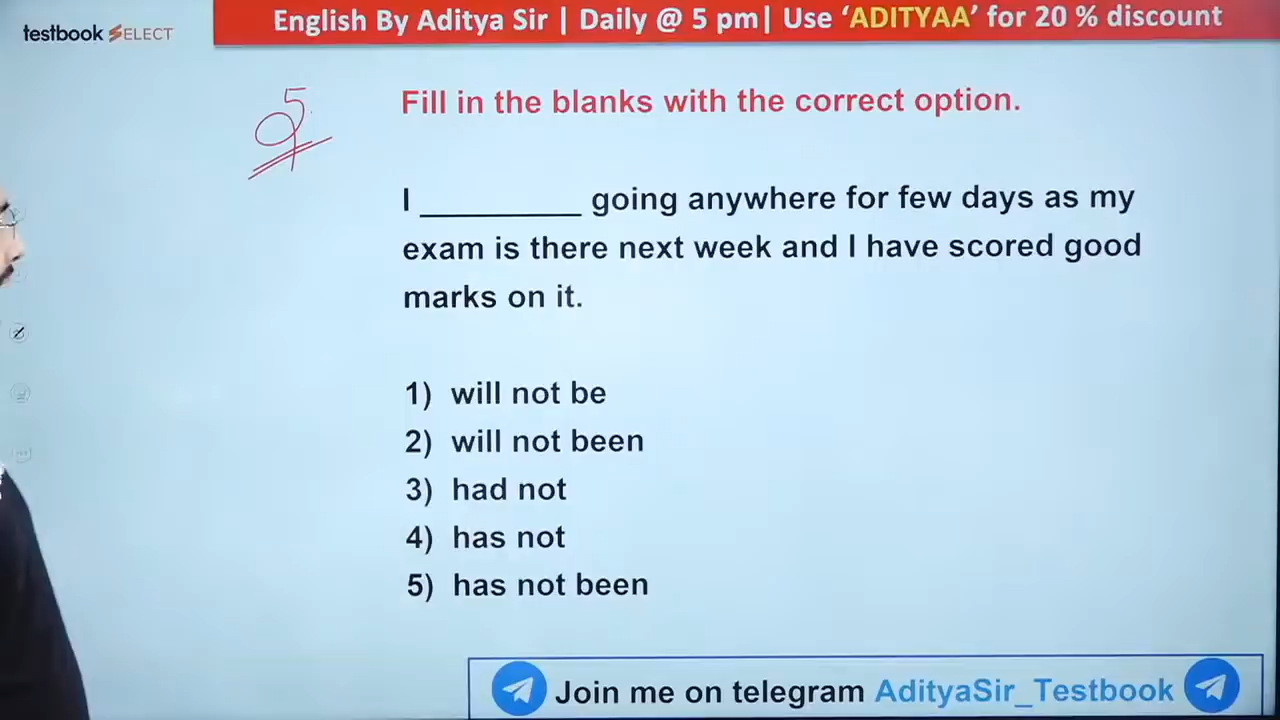 testbook SELECT
English By Aditya Sir | Daily @ 5 pm| Use ‘ADITYAA’ for 20 % discount
Q5.
Fill in the blanks with the correct option.
I __________ going anywhere for few days as my
exam is there next week and I have scored good
marks on it.
1) will not be
2) will not been
3) had not
4) has not
5) has not been
Join me on telegram AdityaSir_Testbook